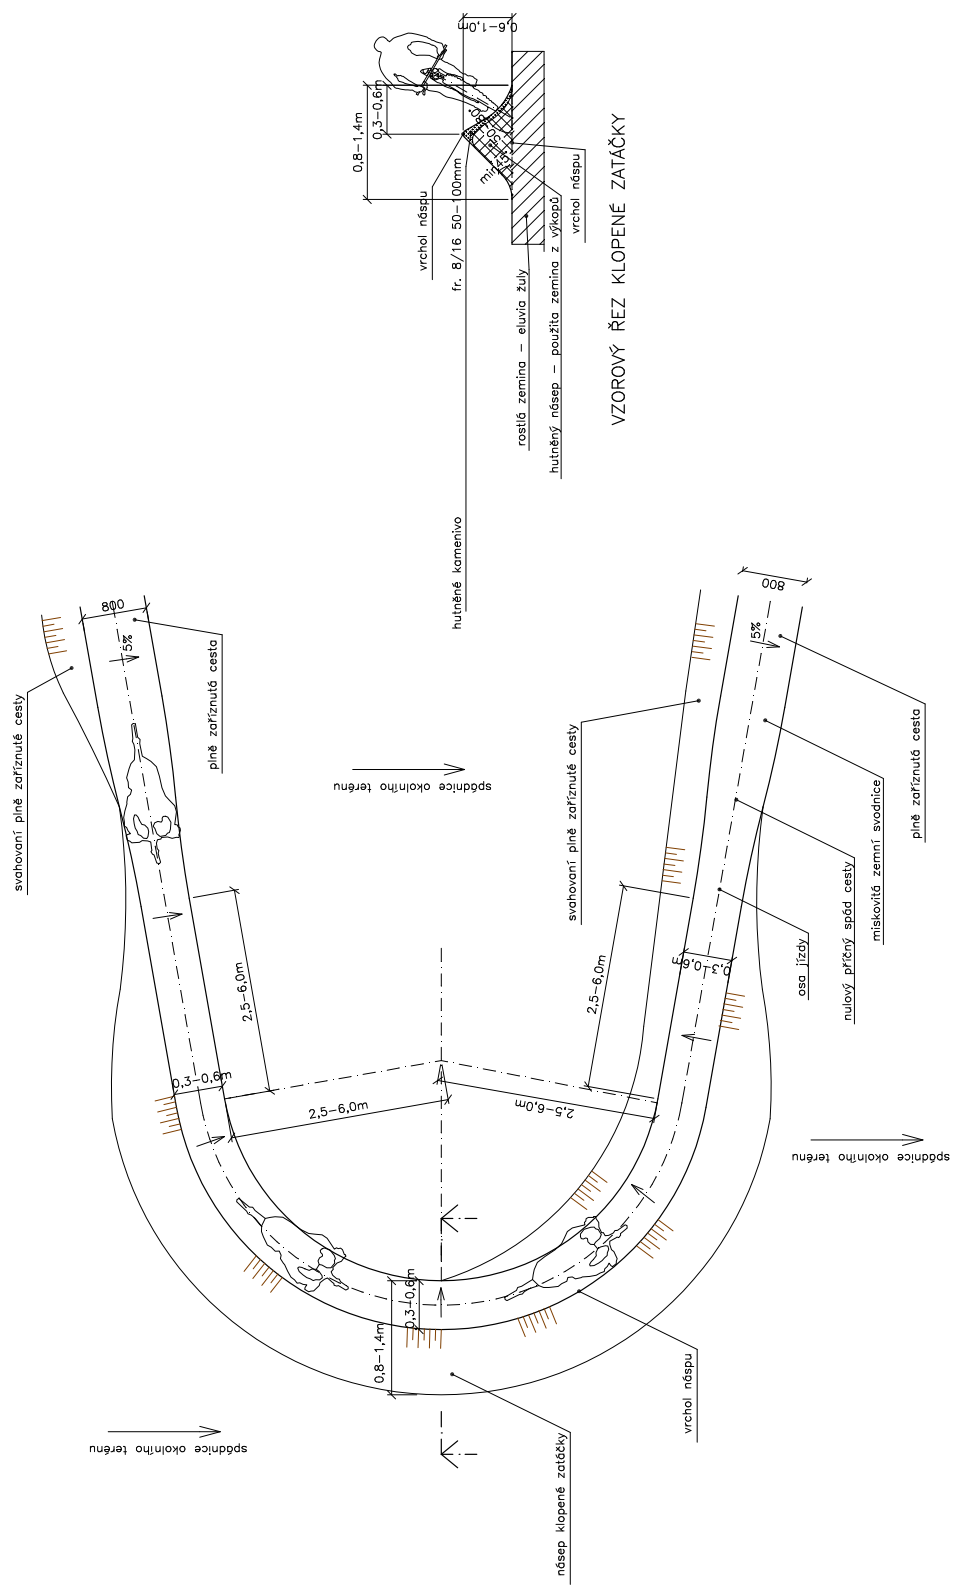 0,6-1,0m
0,3-0,6m
0,8-1,4m
min45°
vrchol náspu
fr. 8/16 50-100mm
hutněné kamenivo
rostlá zemina - eluvia žuly
hutněný násep - použita zemina z výkopů
vrchol náspu
VZOROVÝ ŘEZ KLOPENÉ ZATÁČKY
800
5%
svahovaní plně zaříznuté cesty
plně zaříznutá cesta
spádnice okolního terénu
800
5%
svahovaní plně zaříznuté cesty
plně zaříznutá cesta
miskovitá zemní svodnice
nulový příčný spád cesty
osa jízdy
2,5-6,0m
2,5-6,0m
0,3-0,6m
0,3-0,6m
2,5-6,0m
2,5-6,0m
spádnice okolního terénu
0,3-0,6m
0,8-1,4m
vrchol náspu
násep klopené zatáčky
spádnice okolního terénu